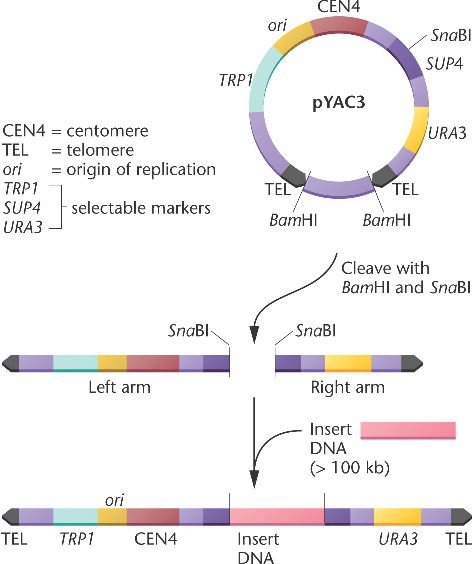 ori
CEN4
SnaBI
SUP4
TRP1
pYAC3
URA3
CEN4 = centomere
TEL = telomere
ori = origin of replication
TRP1
SUP4 selectable markers
URA3
TEL
TEL
BamHI
BamHI
Cleave with
BamHI and SnaBI
SnaBI
SnaBI
Left arm
Right arm
Insert
DNA
(> 100 kb)
ori
TEL
TRP1
CEN4
Insert
DNA
URA3
TEL